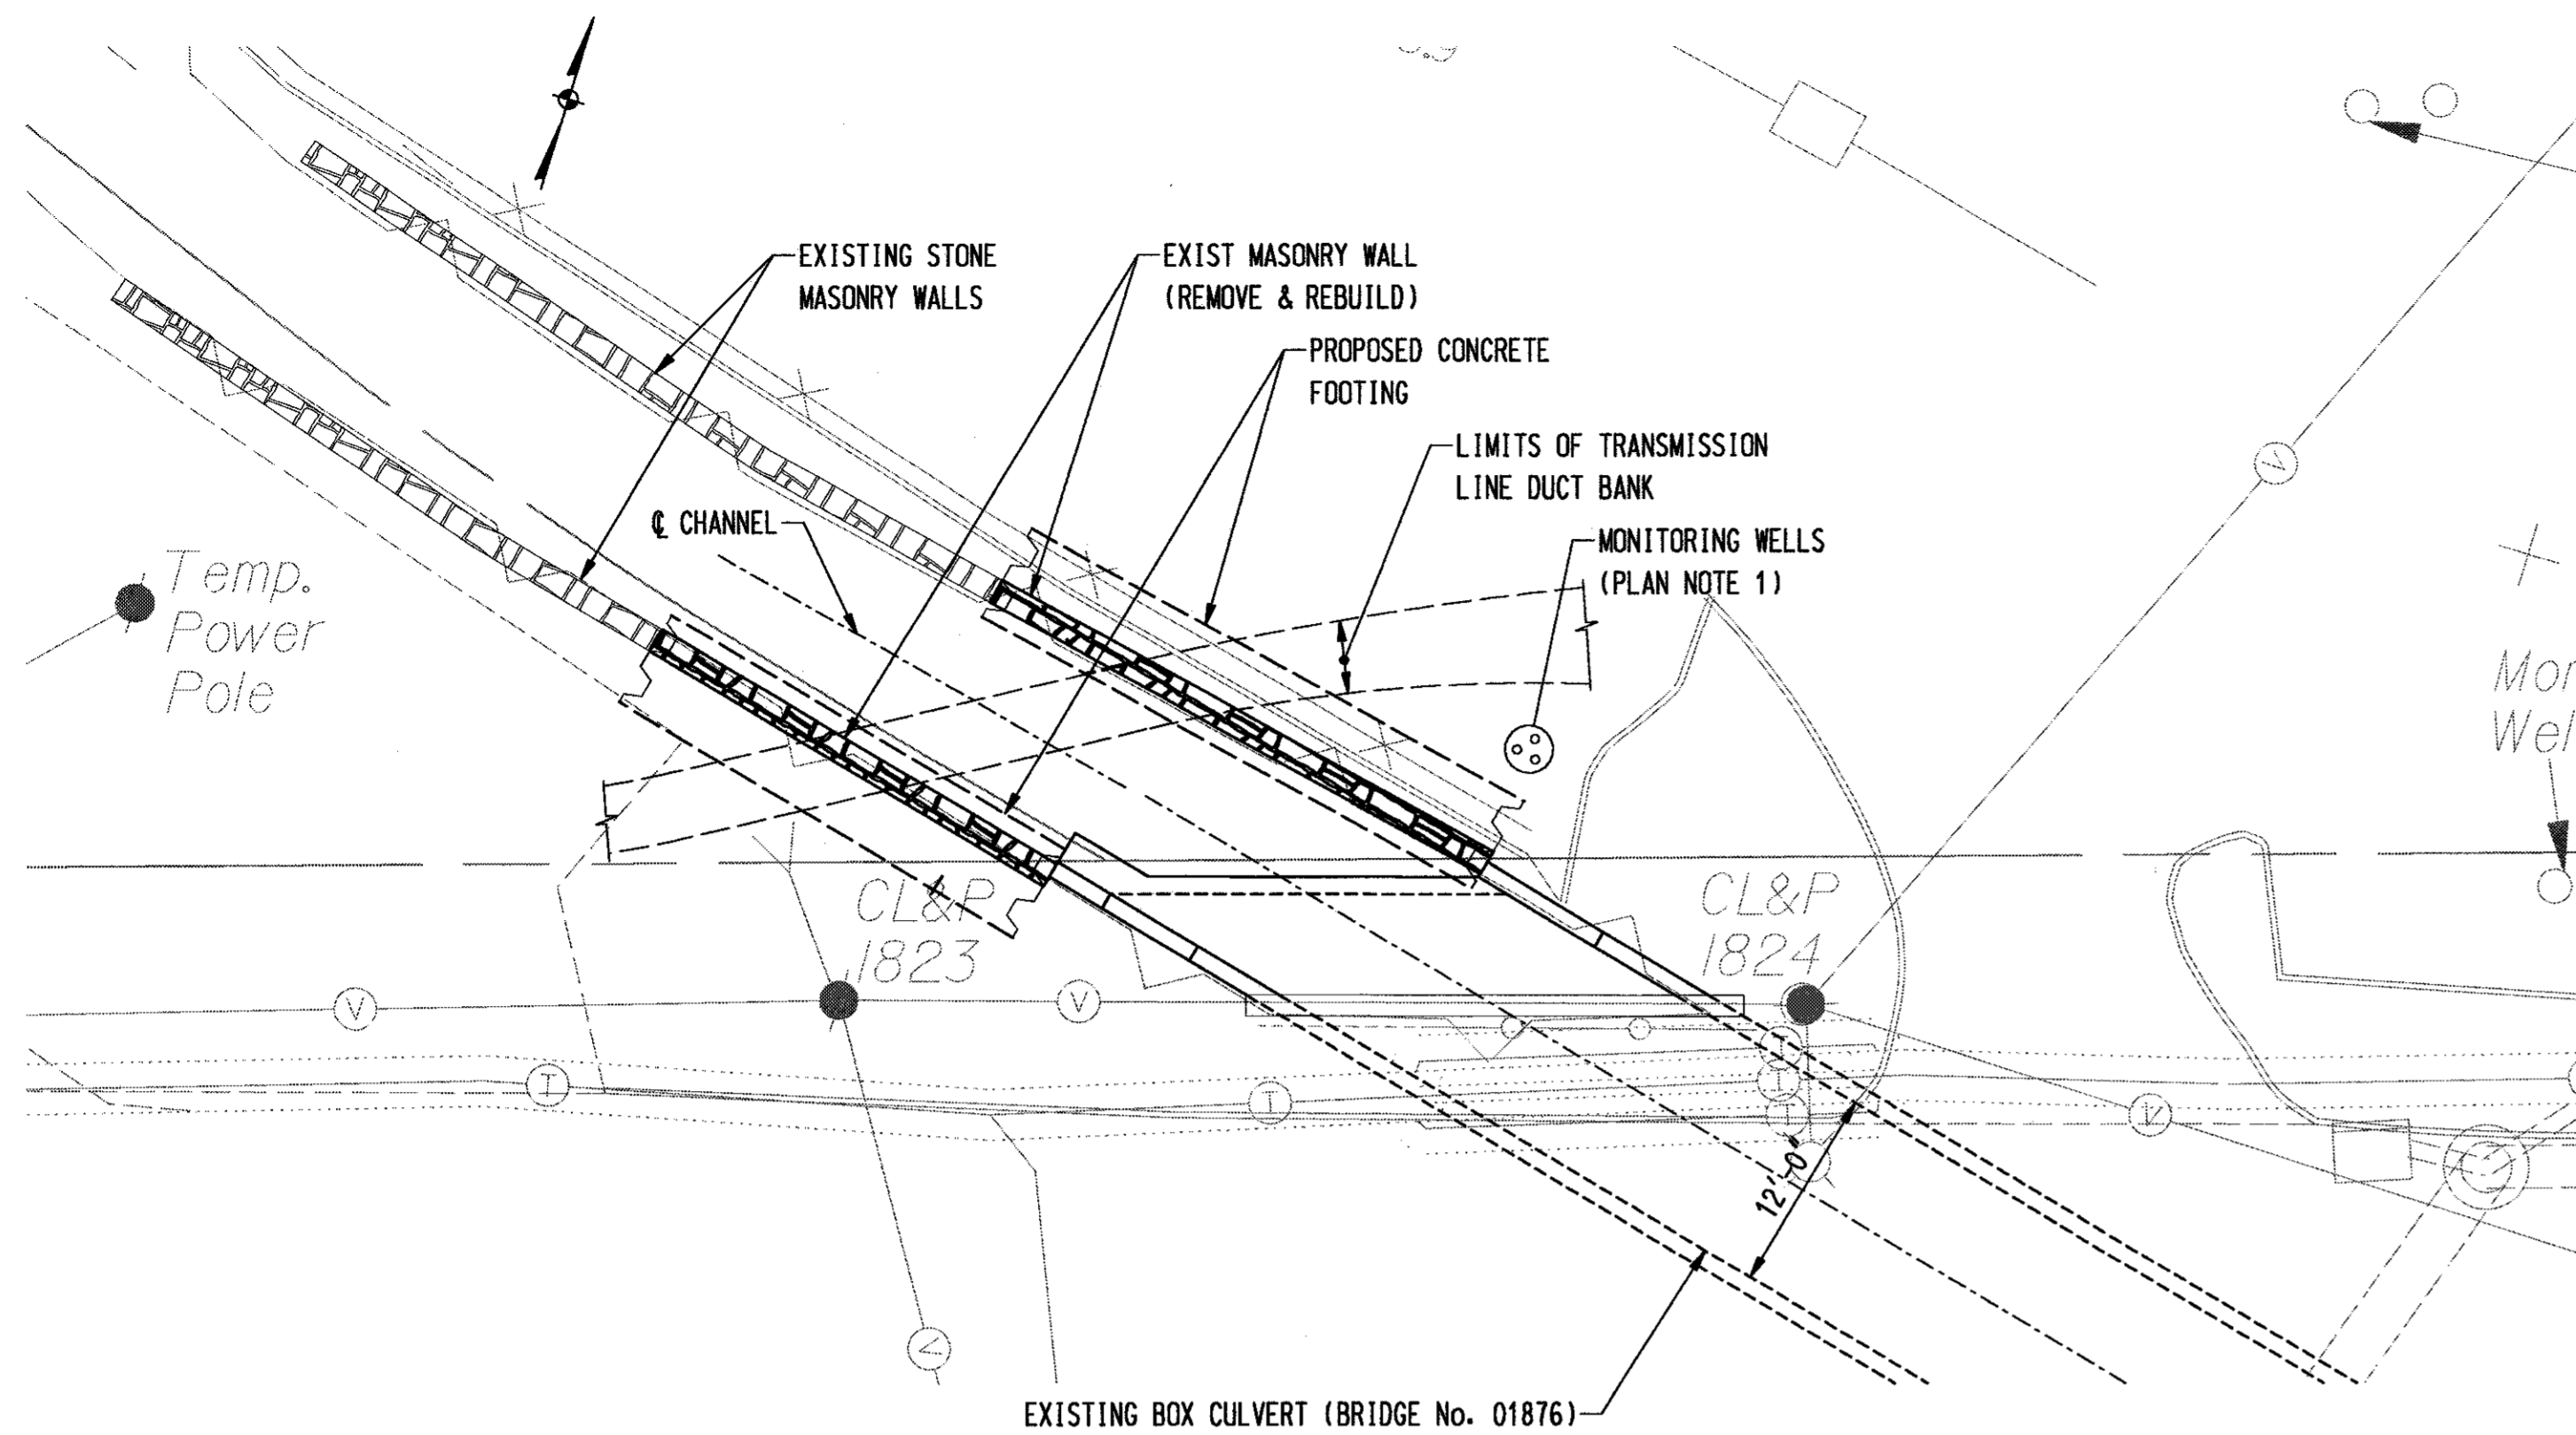 EXISTING STONE
MASONRY WALLS
EXIST MASONRY WALL
(REMOVE & REBUILD)
PROPOSED CONCRETE
FOOTING
LIMITS OF TRANSMISSION
LINE DUCT BANK
℄ CHANNEL
MONITORING WELLS
(PLAN NOTE 1)
Temp.
Power
Pole
CL&P
1823
CL&P
1824
V
V
V
V
V
T
T
T
T
T
12'-0"
EXISTING BOX CULVERT (BRIDGE No. 01876)